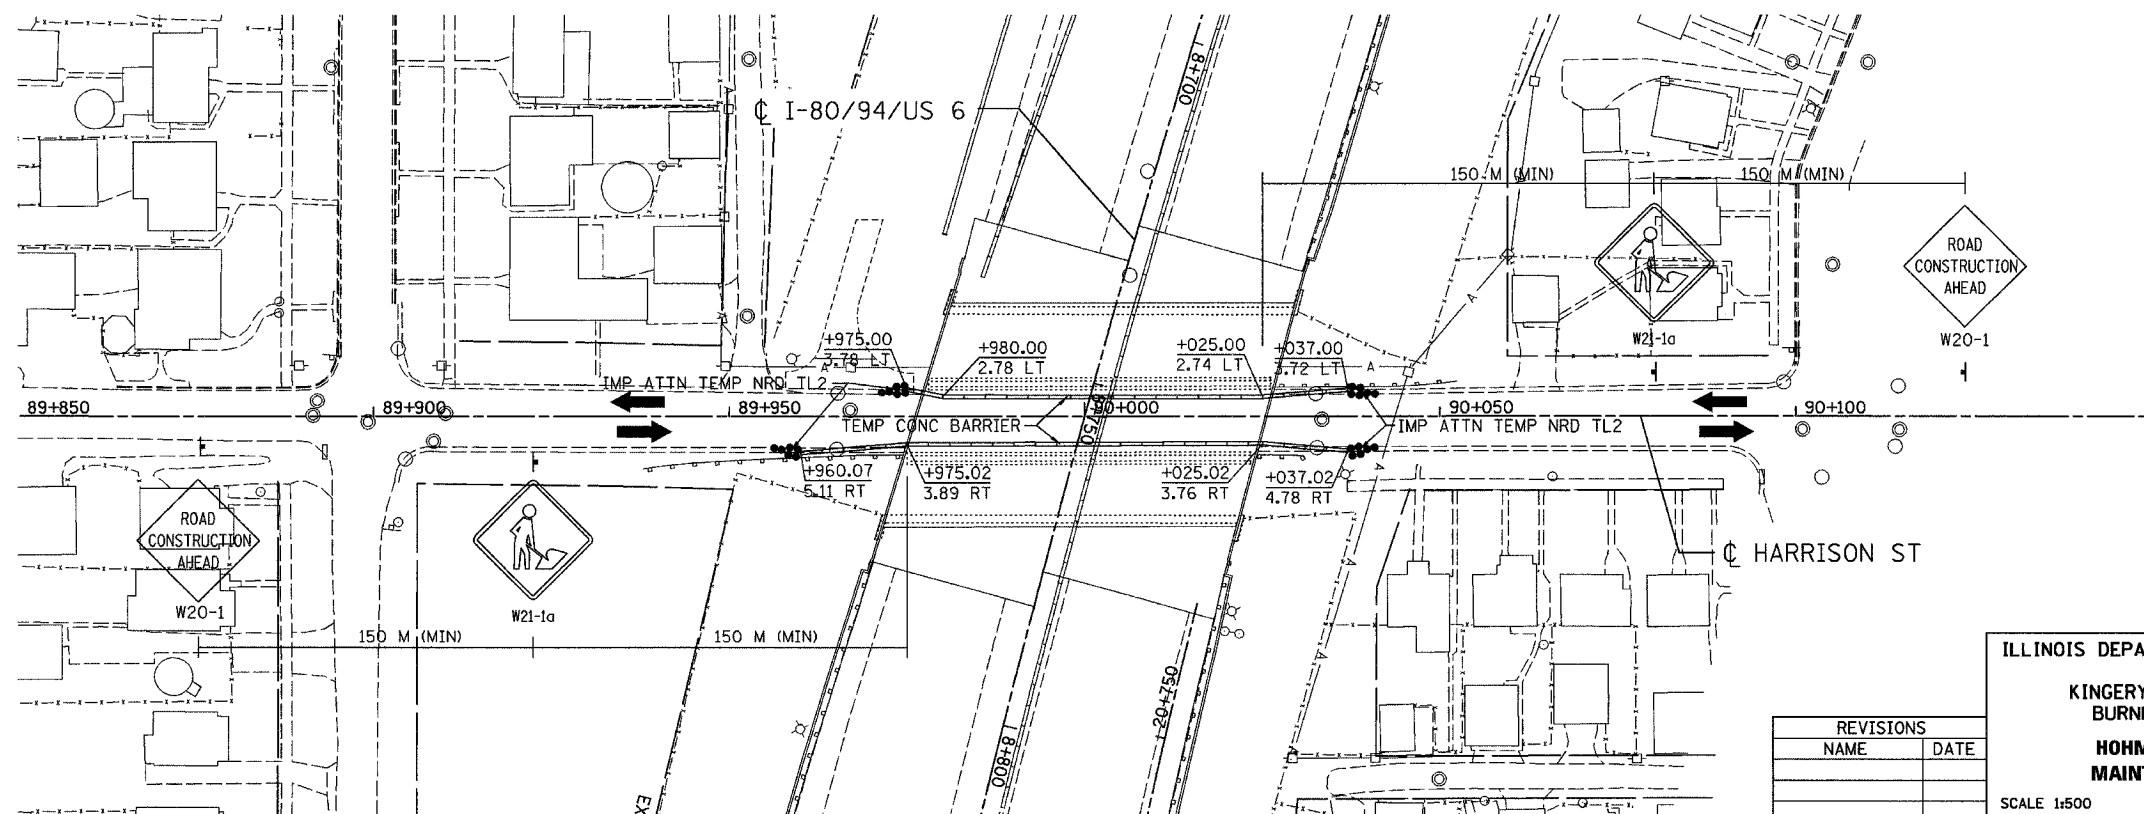 18+700
℄ I-80/94/US 6
150 M (MIN)
150 M (MIN)
ROAD
CONSTRUCTION
AHEAD
W21-1a
W20-1
+975.00
3.78 LT
+980.00
2.78 LT
+025.00
2.74 LT
+037.00
3.72 LT
A
A
A
IMP ATTN TEMP NRD TL2
89+850
89+900
89+950
90+000
90+050
90+100
TEMP CONC BARRIER
18+750
IMP ATTN TEMP NRD TL2
+960.07
5.11 RT
+975.02
3.89 RT
+025.02
3.76 RT
+037.02
4.78 RT
A
A
A
ROAD
CONSTRUCTION
AHEAD
W20-1
W21-1a
℄ HARRISON ST
150 M (MIN)
150 M (MIN)
20+750
18+800
EX
ILLINOIS DEPA
KINGERY
BURN
HOHM
MAINT
REVISIONS
NAME
DATE
SCALE 1:500